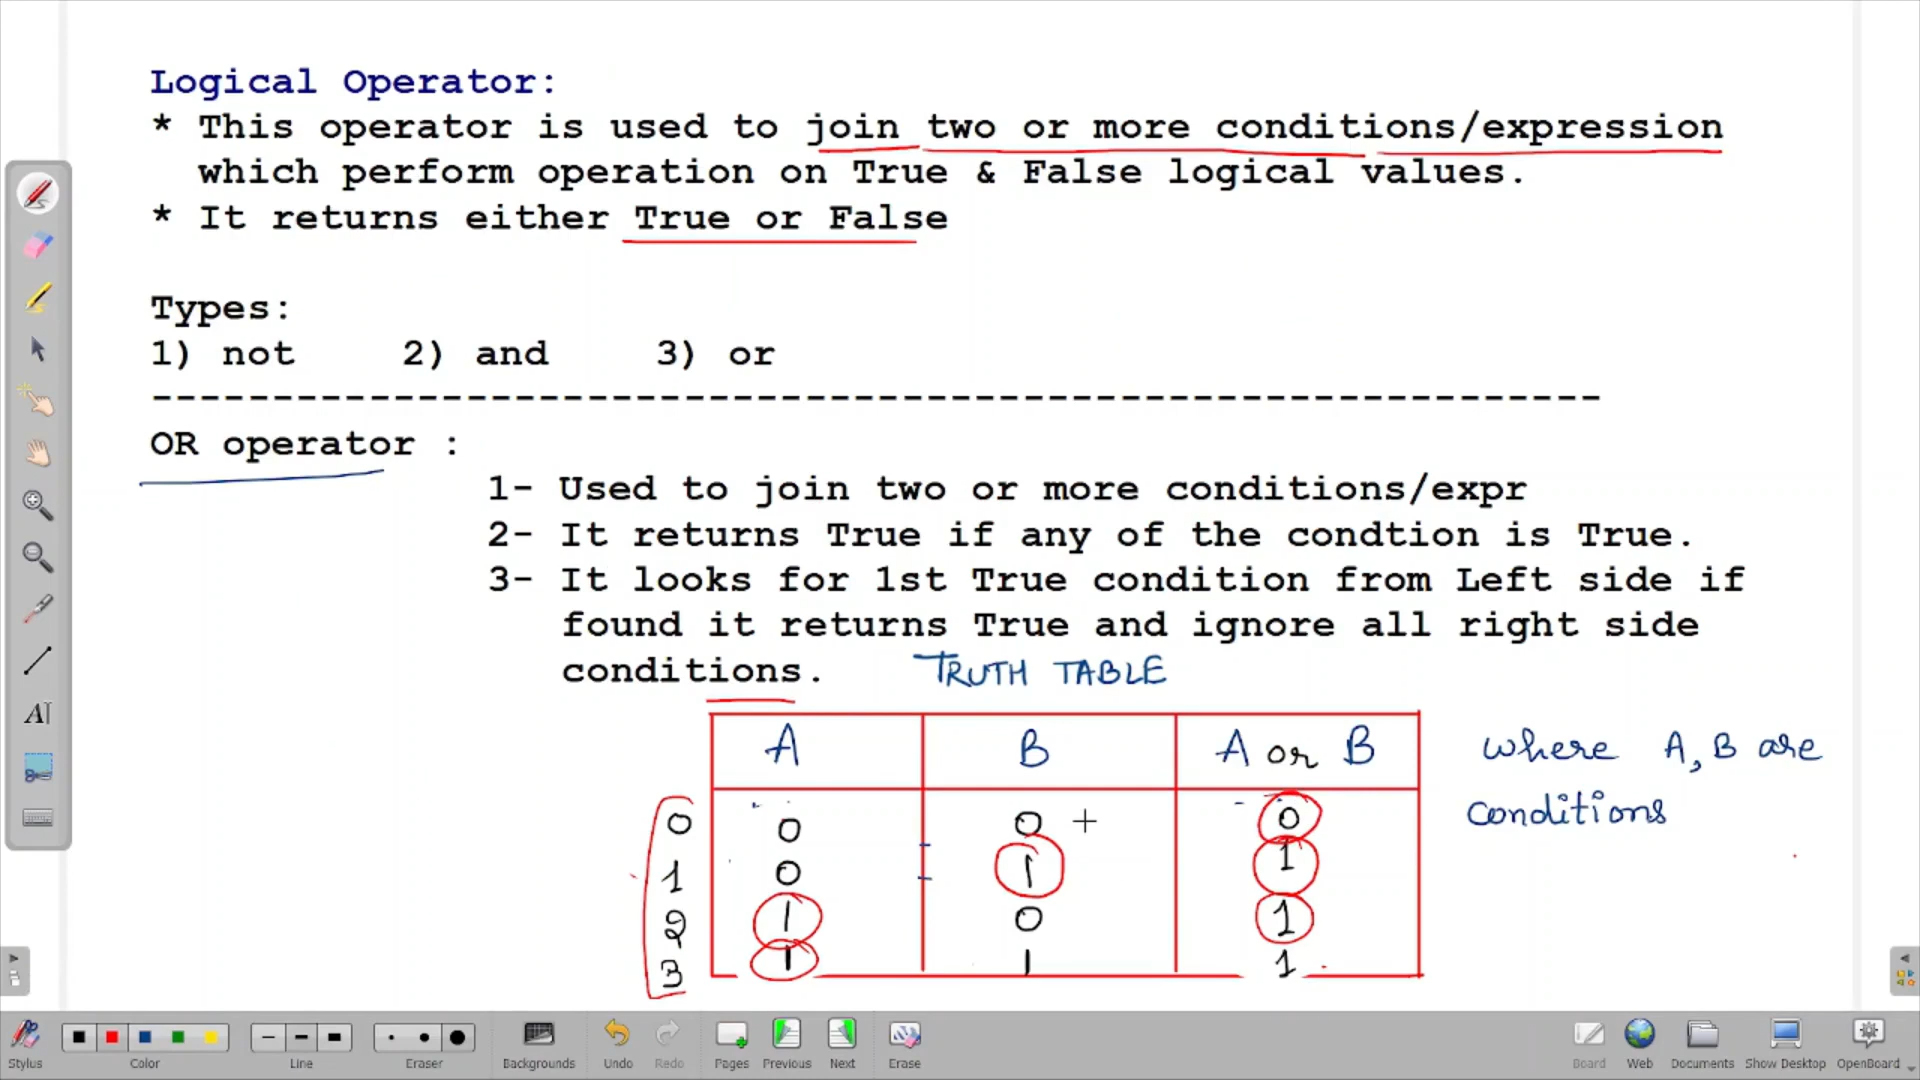 Logical Operator:
* This operator is used to join two or more conditions/expression
which perform operation on True & False logical values.
* It returns either True or False
Types:
1) not 2) and 3) or
------------------------------------------------------------
OR operator :
1- Used to join two or more conditions/expr
2- It returns True if any of the condtion is True.
3- It looks for 1st True condition from Left side if
found it returns True and ignore all right side
conditions. TRUTH TABLE
A B A or B
where A, B are
conditions
0 0 0 0
1 0 1 1
2 1 0 1
3 1 1 1
Stylus Color Line Eraser Backgrounds Undo Redo Pages Previous Next Erase Board Web Documents Show Desktop OpenBoard